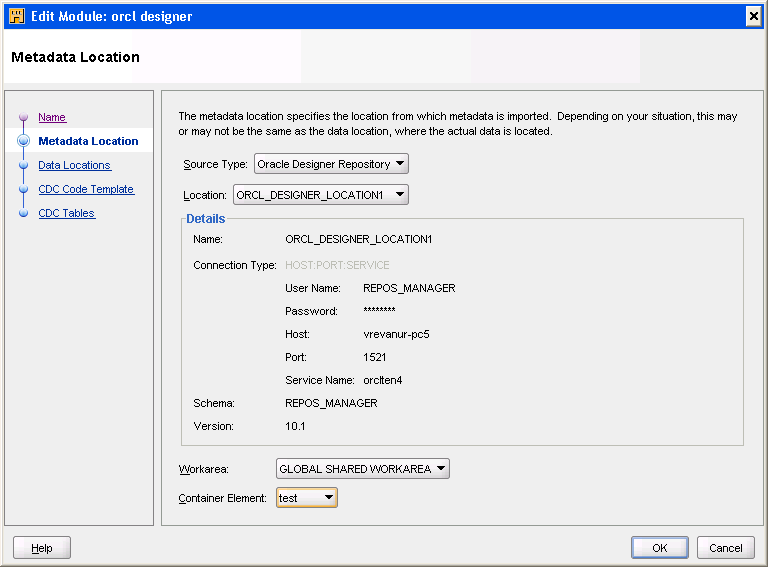 Edit Module: orcl designer
Metadata Location
Name
Metadata Location
Data Locations
CDC Code Template
CDC Tables
The metadata location specifies the location from which metadata is imported. Depending on your situation, this may
or may not be the same as the data location, where the actual data is located.
Source Type: Oracle Designer Repository
Location: ORCL_DESIGNER_LOCATION1
Details
Name: ORCL_DESIGNER_LOCATION1
Connection Type: HOST:PORT:SERVICE
User Name: REPOS_MANAGER
Password: ********
Host: vrevanur-pc5
Port: 1521
Service Name: orclten4
Schema: REPOS_MANAGER
Version: 10.1
Workarea: GLOBAL SHARED WORKAREA
Container Element: test
Help OK Cancel